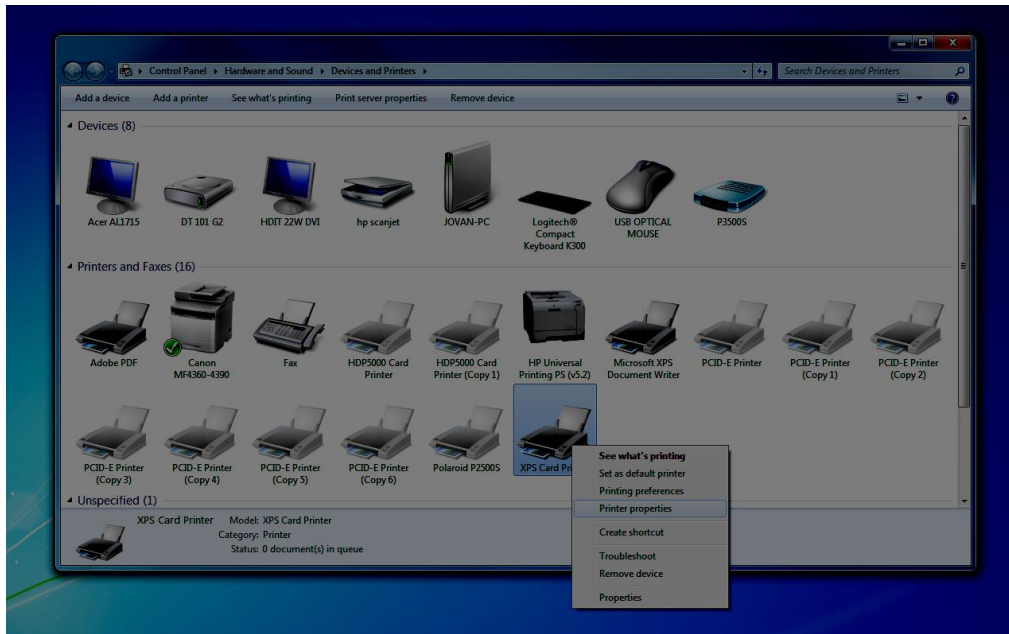 Control Panel Hardware and Sound Devices and Printers
Search Devices and Printers
Add a device Add a printer See what's printing Print server properties Remove device
Devices (8)
Acer AL1715
DT 101 G2
HDIT 22W DVI
hp scanjet
JOVAN-PC
Logitech®
Compact
Keyboard K300
USB OPTICAL
MOUSE
P3500S
Printers and Faxes (16)
Adobe PDF
Canon
MF4360-4390
Fax
HDP5000 Card
Printer
HDP5000 Card
Printer (Copy 1)
HP Universal
Printing PS (v5.2)
Microsoft XPS
Document Writer
PCID-E Printer
PCID-E Printer
(Copy 1)
PCID-E Printer
(Copy 2)
PCID-E Printer
(Copy 3)
PCID-E Printer
(Copy 4)
PCID-E Printer
(Copy 5)
PCID-E Printer
(Copy 6)
Polaroid P2500S
XPS Card Pri
See what's printing
Set as default printer
Printing preferences
Printer properties
Create shortcut
Troubleshoot
Remove device
Properties
Unspecified (1)
XPS Card Printer Model: XPS Card Printer
Category: Printer
Status: 0 document(s) in queue